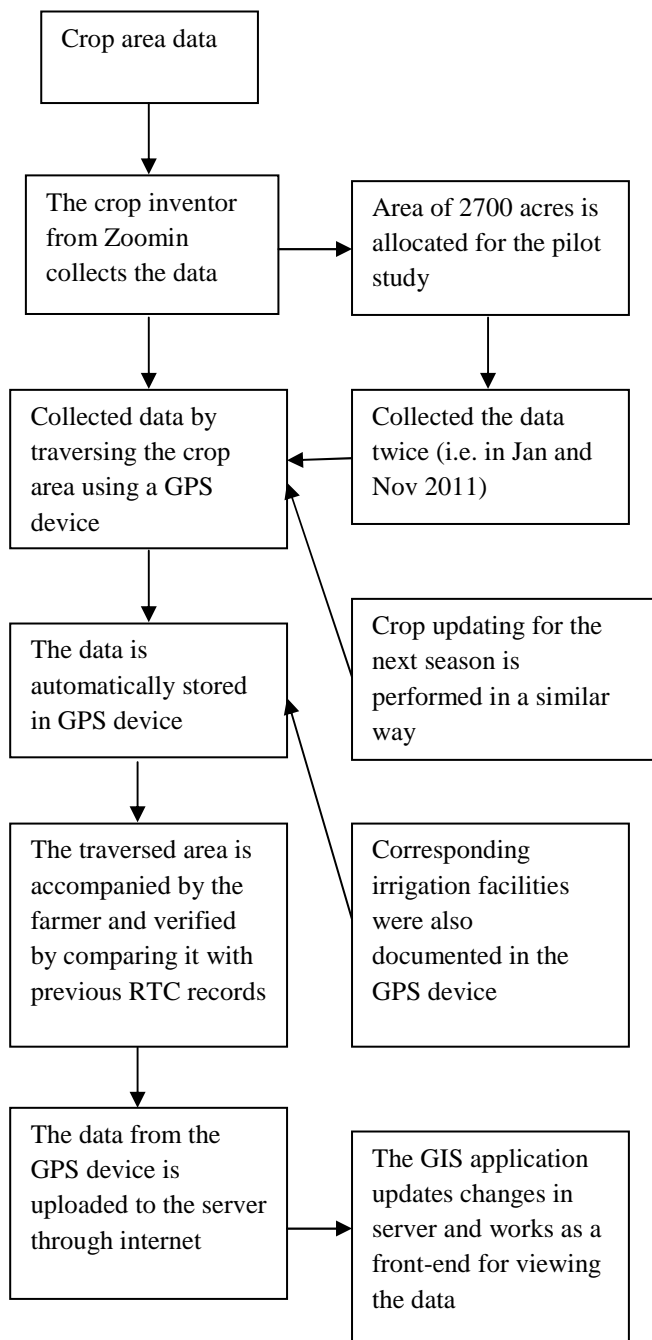 Crop area data
The crop inventor
from Zoomin
collects the data
Area of 2700 acres is
allocated for the pilot
study
Collected data by
traversing the crop
area using a GPS
device
Collected the data
twice (i.e. in Jan and
Nov 2011)
The data is
automatically stored
in GPS device
Crop updating for the
next season is
performed in a similar
way
The traversed area is
accompanied by the
farmer and verified
by comparing it with
previous RTC records
Corresponding
irrigation facilities
were also
documented in the
GPS device
The data from the
GPS device is
uploaded to the server
through internet
The GIS application
updates changes in
server and works as a
front-end for viewing
the data